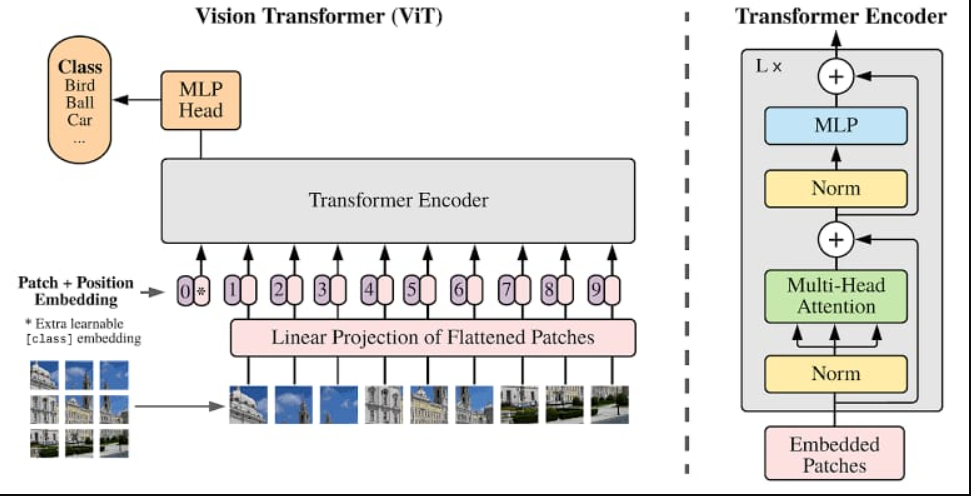 Vision Transformer (ViT)
Class
Bird
Ball
Car
...
MLP
Head
Transformer Encoder
Patch + Position
Embedding
* Extra learnable
[class] embedding
0 * 1 2 3 4 5 6 7 8 9
Linear Projection of Flattened Patches
Transformer Encoder
L ×
+
MLP
Norm
+
Multi-Head
Attention
Norm
Embedded
Patches